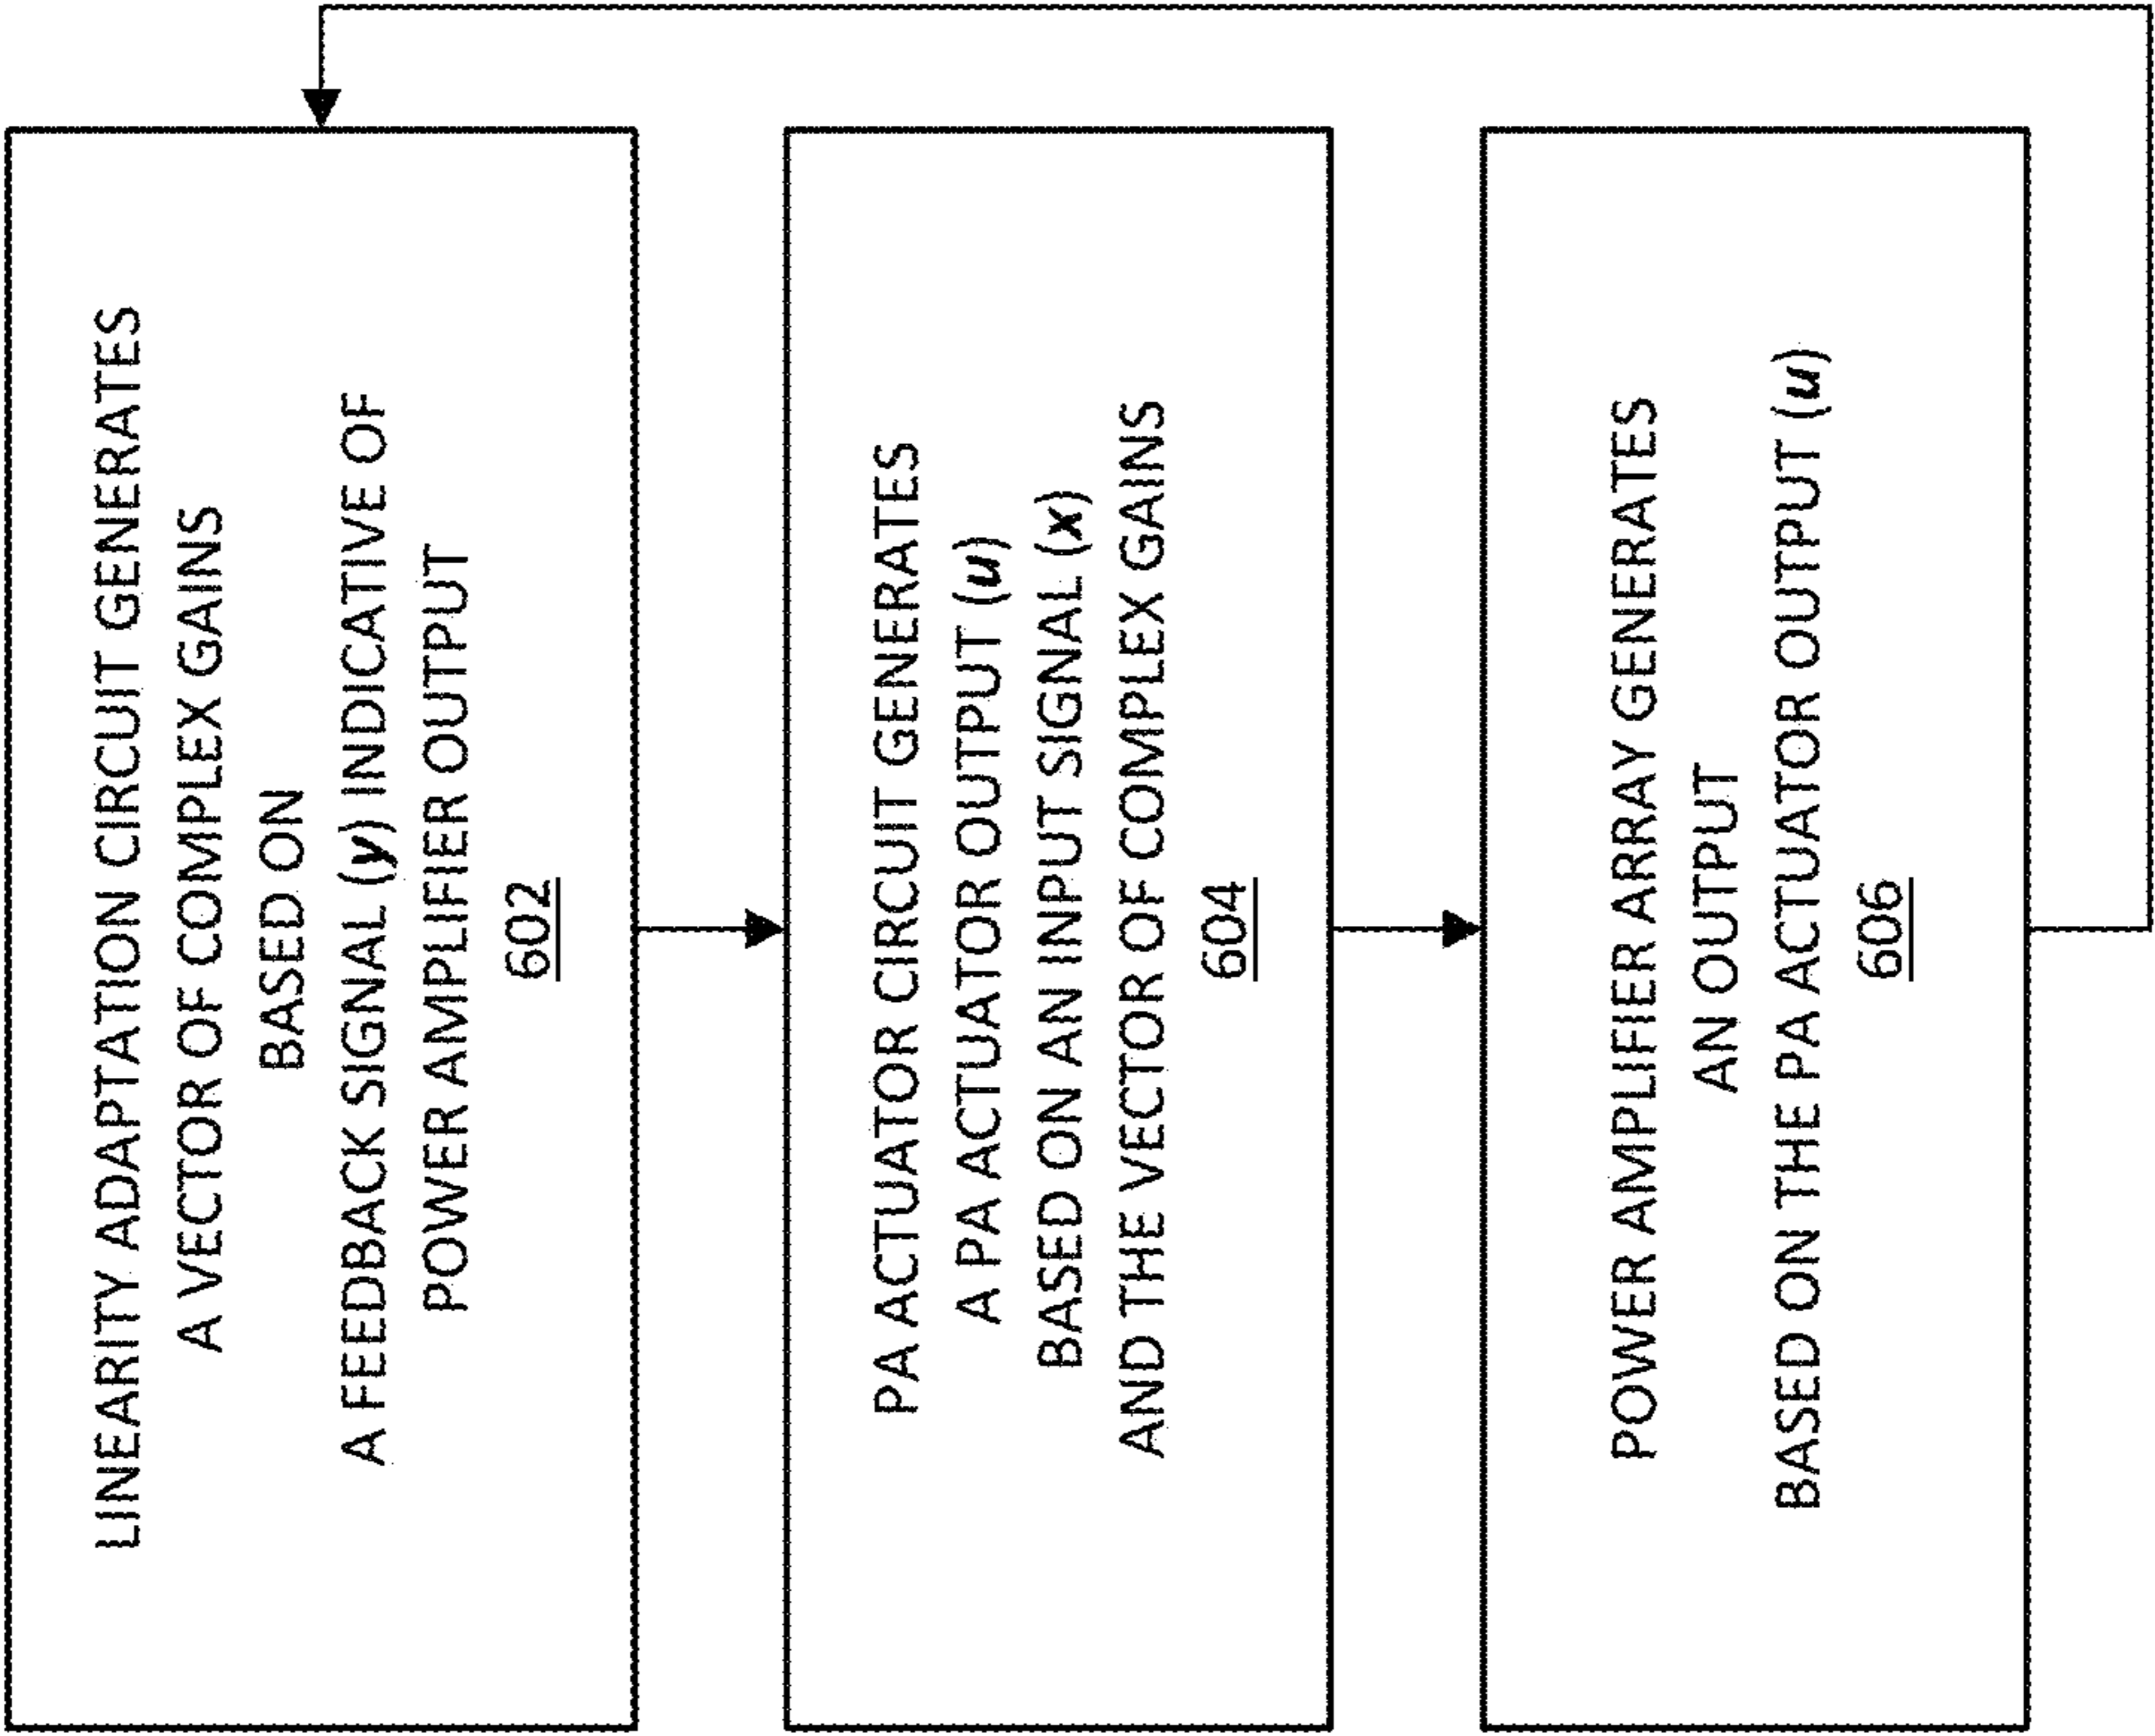 LINEARITY ADAPTATION CIRCUIT GENERATES
A VECTOR OF COMPLEX GAINS
BASED ON
A FEEDBACK SIGNAL (y) INDICATIVE OF
POWER AMPLIFIER OUTPUT
602
PA ACTUATOR CIRCUIT GENERATES
A PA ACTUATOR OUTPUT (u)
BASED ON AN INPUT SIGNAL (x)
AND THE VECTOR OF COMPLEX GAINS
604
POWER AMPLIFIER ARRAY GENERATES
AN OUTPUT
BASED ON THE PA ACTUATOR OUTPUT (u)
606